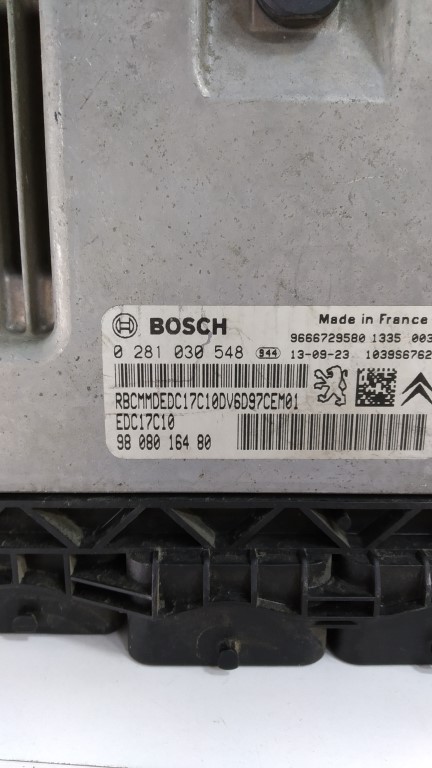 BOSCH
Made in France
9666729580 1335 003
0 281 030 548 944 13-09-23 1039S6762
RBCMMDEDC17C10DV6D97CEM01
EDC17C10
98 080 164 80